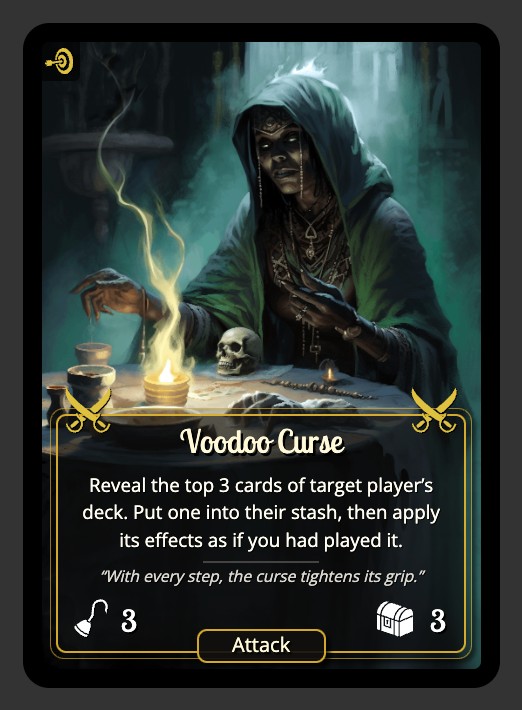 Voodoo Curse
Reveal the top 3 cards of target player’s
deck. Put one into their stash, then apply
its effects as if you had played it.
“With every step, the curse tightens its grip.”
3 3
Attack